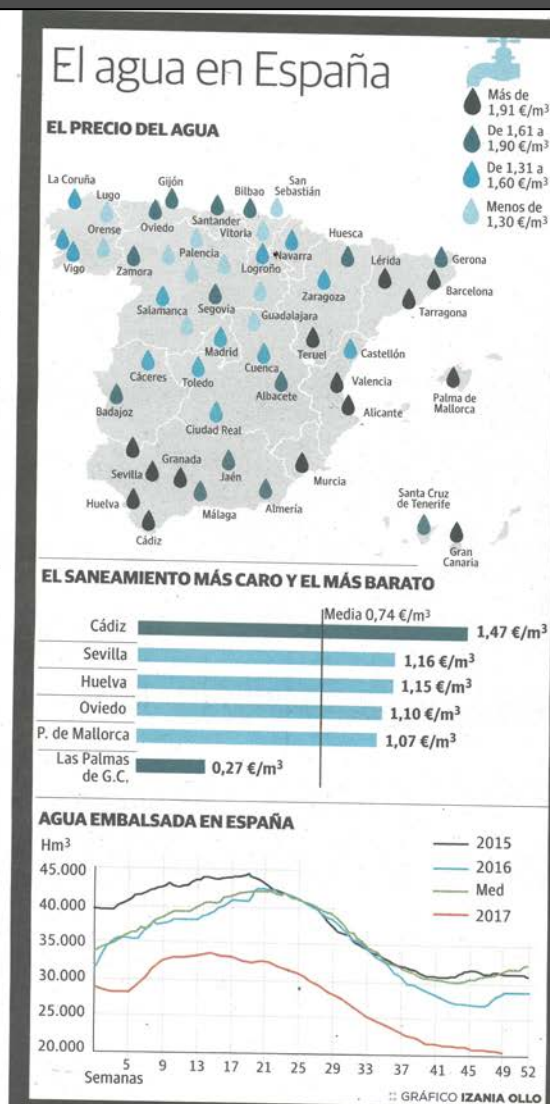 El agua en España
EL PRECIO DEL AGUA
Más de
1,91 €/m³
De 1,61 a
1,90 €/m³
De 1,31 a
1,60 €/m³
Menos de
1,30 €/m³
La Coruña
Lugo
Gijón
Bilbao
San
Sebastián
Orense
Oviedo
Santander
Vitoria
Navarra
Huesca
Vigo
Zamora
Palencia
Logroño
Lérida
Gerona
Barcelona
Tarragona
Salamanca
Segovia
Guadalajara
Zaragoza
Madrid
Cuenca
Teruel
Castellón
Cáceres
Toledo
Albacete
Valencia
Palma de
Mallorca
Badajoz
Ciudad Real
Alicante
Sevilla
Granada
Jaén
Murcia
Huelva
Málaga
Almería
Cádiz
Santa Cruz
de Tenerife
Gran
Canaria
EL SANEAMIENTO MÁS CARO Y EL MÁS BARATO
Media 0,74 €/m³
Cádiz 1,47 €/m³
Sevilla 1,16 €/m³
Huelva 1,15 €/m³
Oviedo 1,10 €/m³
P. de Mallorca 1,07 €/m³
Las Palmas
de G.C. 0,27 €/m³
AGUA EMBALSADA EN ESPAÑA
Hm³
2015
2016
Med
2017
45.000
40.000
35.000
30.000
25.000
20.000
5 9 13 17 21 25 29 33 37 41 45 49 52
Semanas
:: GRÁFICO IZANIA OLLO